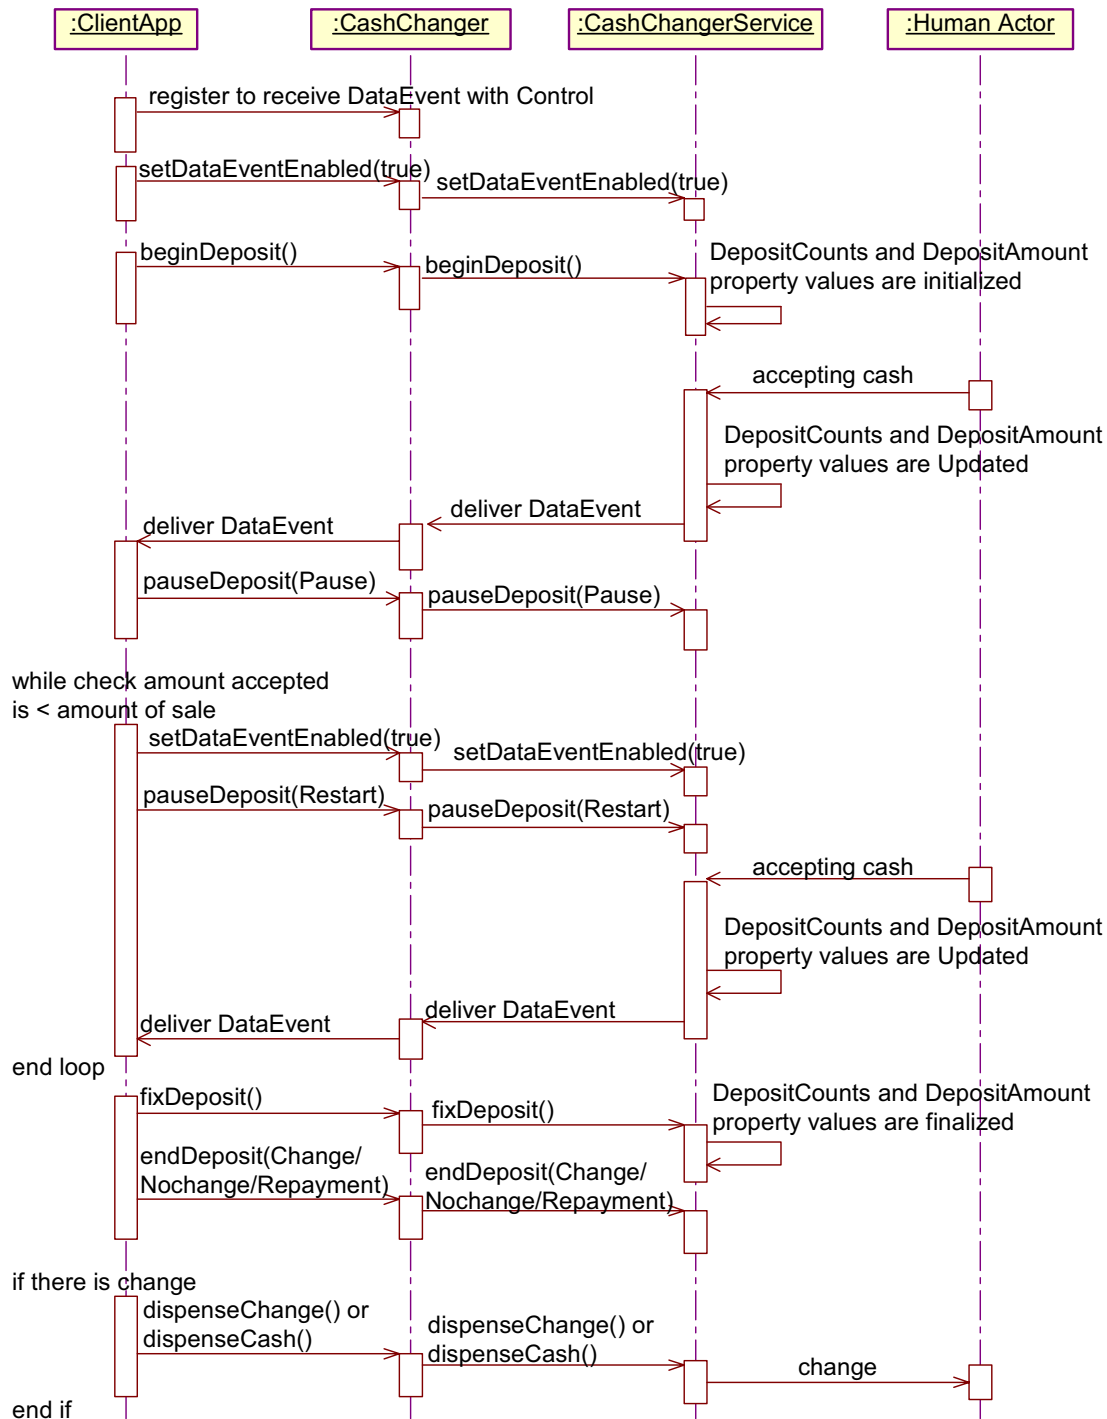 :ClientApp
:CashChanger
:CashChangerService
:Human Actor
register to receive DataEvent with Control
setDataEventEnabled(true)
setDataEventEnabled(true)
beginDeposit()
beginDeposit()
DepositCounts and DepositAmount
property values are initialized
accepting cash
DepositCounts and DepositAmount
property values are Updated
deliver DataEvent
deliver DataEvent
pauseDeposit(Pause)
pauseDeposit(Pause)
while check amount accepted
is < amount of sale
setDataEventEnabled(true)
setDataEventEnabled(true)
pauseDeposit(Restart)
pauseDeposit(Restart)
accepting cash
DepositCounts and DepositAmount
property values are Updated
deliver DataEvent
deliver DataEvent
end loop
fixDeposit()
fixDeposit()
DepositCounts and DepositAmount
property values are finalized
endDeposit(Change/
Nochange/Repayment)
endDeposit(Change/
Nochange/Repayment)
if there is change
dispenseChange() or
dispenseCash()
dispenseChange() or
dispenseCash()
change
end if